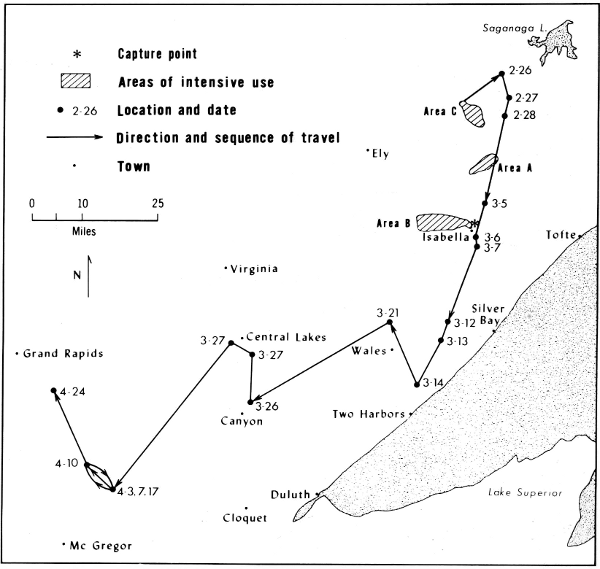 Saganaga L.
* Capture point
Areas of intensive use
2·26 Location and date
Direction and sequence of travel
Town
2·26
2·27
2·28
Area C
Ely
Area A
0 10 25
Miles
3·5
Area B
Isabella
3·6
3·7
Tofte
N
Virginia
3·21
Silver
Bay
3·12
3·27
Central Lakes
3·13
Grand Rapids
3·27
Wales
4·24
3·14
3·26
Canyon
Two Harbors
4·10
4·3,7,17
Duluth
Lake Superior
Cloquet
Mc Gregor